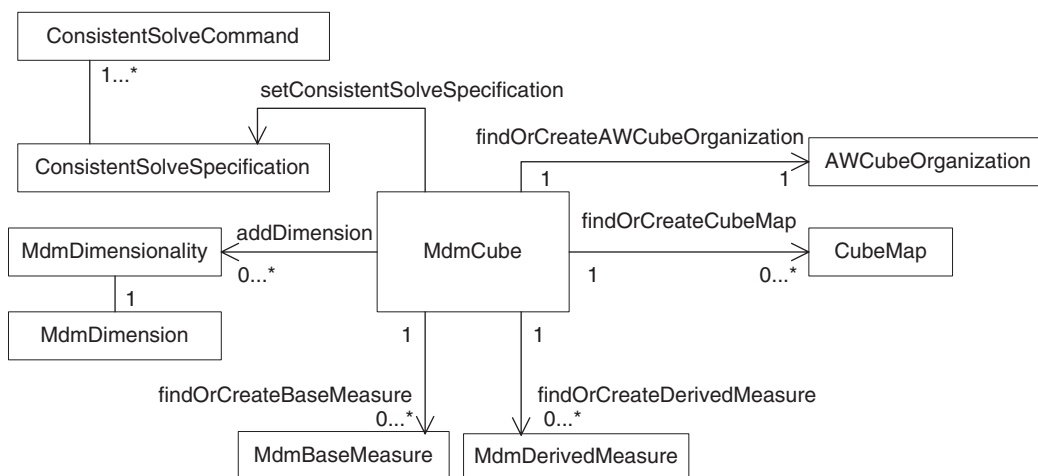 ConsistentSolveCommand
1...*
setConsistentSolveSpecification
findOrCreateAWCubeOrganization
ConsistentSolveSpecification
AWCubeOrganization
1
1
addDimension
findOrCreateCubeMap
MdmDimensionality
MdmCube
CubeMap
0...*
1
0...*
1
MdmDimension
1
1
findOrCreateBaseMeasure
findOrCreateDerivedMeasure
0...*
0...*
MdmBaseMeasure
MdmDerivedMeasure